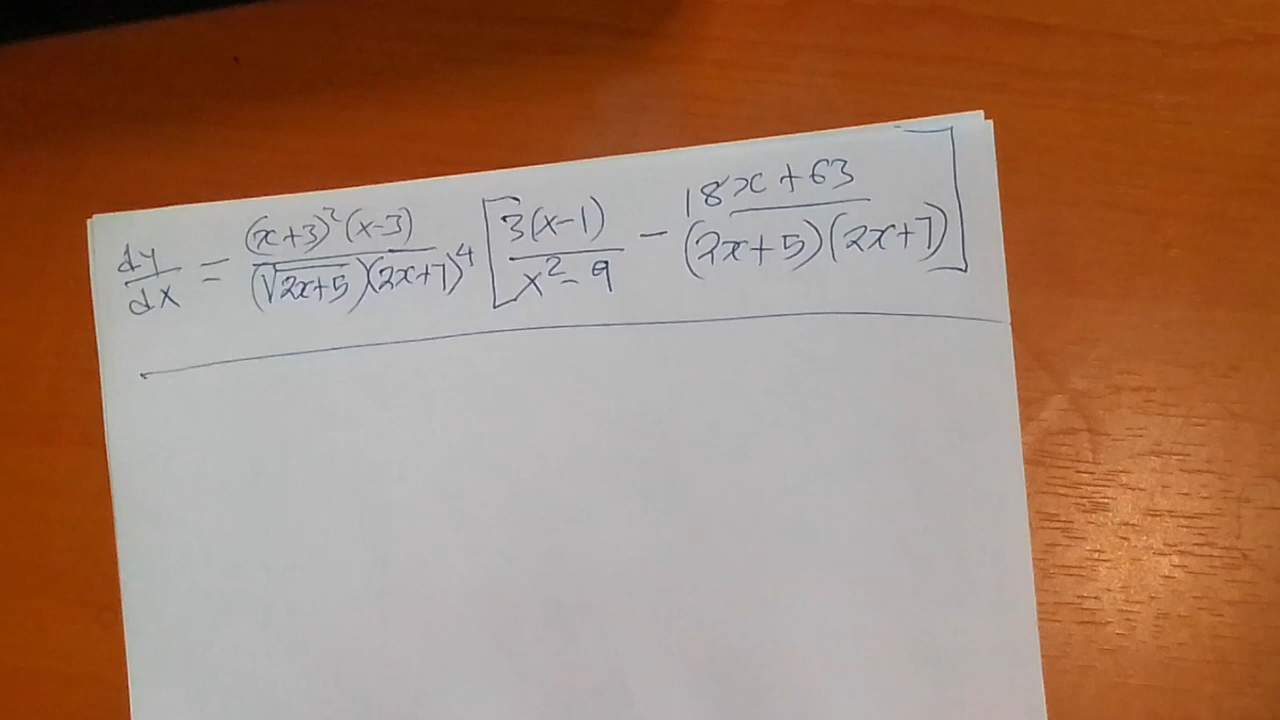 dy/dx = (x+3)²(x-3)/(√2x+5)(2x+7)⁴ [3(x-1)/x²-9 - 18x+63/(2x+5)(2x+7)]